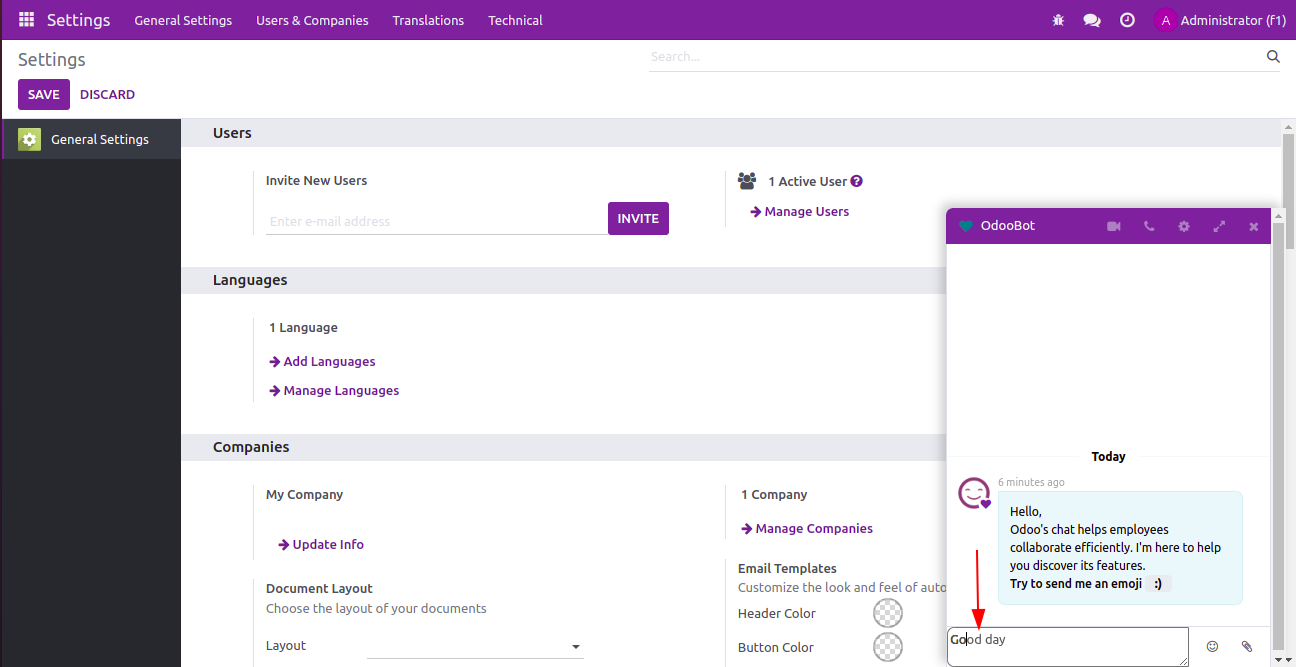 Settings General Settings Users & Companies Translations Technical A Administrator (f1)
Settings
Search...
SAVE DISCARD
General Settings
Users
Invite New Users
Enter e-mail address
INVITE
1 Active User ?
Manage Users
Languages
1 Language
Add Languages
Manage Languages
Companies
My Company
Update Info
1 Company
Manage Companies
Document Layout
Choose the layout of your documents
Layout
Email Templates
Customize the look and feel of auto
Header Color
Button Color
OdooBot
Today
6 minutes ago
Hello,
Odoo's chat helps employees
collaborate efficiently. I'm here to help
you discover its features.
Try to send me an emoji :)
Good day